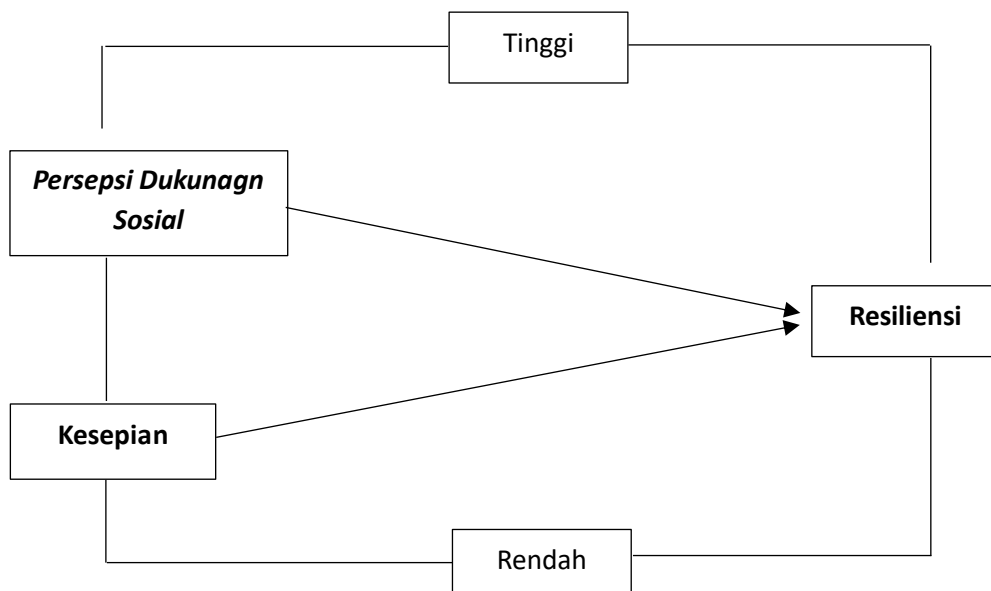 Tinggi
Persepsi Dukunagn
Sosial
Resiliensi
Kesepian
Rendah